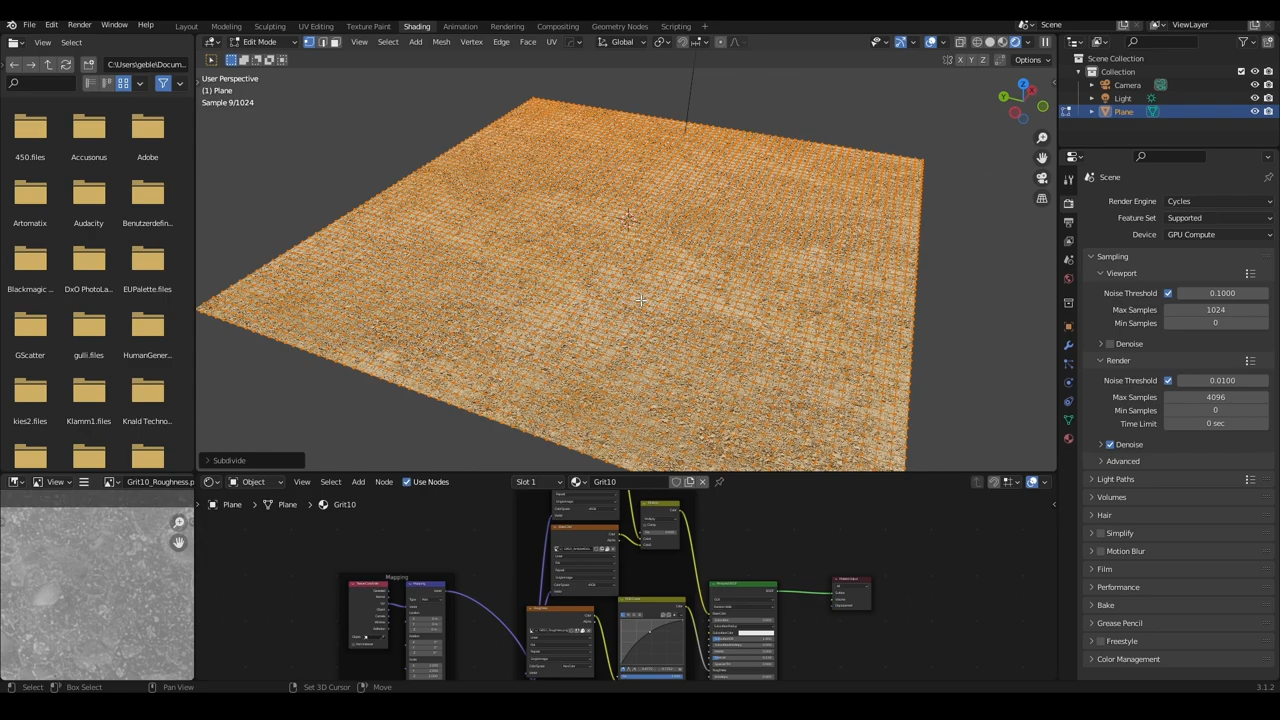 File Edit Render Window Help Layout Modeling Sculpting UV Editing Texture Paint Shading Animation Rendering Compositing Geometry Nodes Scripting + Scene ViewLayer
View Select Edit Mode View Select Add Mesh Vertex Edge Face UV Global
C:\Users\geble\Docum... X Y Z Options
User Perspective
(1) Plane
Sample 9/1024
450.files Accusonus Adobe
Artomatix Audacity Benutzerdefin...
Blackmagic ... DxO PhotoLa... EUPalette.files
GScatter gulli.files HumanGener...
kies2.files Klamm1.files Knald Techno...
Subdivide
Scene Collection
Collection
Camera
Light
Plane
Scene
Render Engine Cycles
Feature Set Supported
Device GPU Compute
Sampling
Viewport
Noise Threshold 0.1000
Max Samples 1024
Min Samples 0
Denoise
Render
Noise Threshold 0.0100
Max Samples 4096
Min Samples 0
Time Limit 0 sec
Denoise
Advanced
Light Paths
Volumes
Hair
Simplify
Motion Blur
Film
Performance
Bake
Grease Pencil
Freestyle
Color Management
View Grit10_Roughness.p
Object View Select Add Node Use Nodes Slot 1 Grit10
Plane Plane Grit10
Mapping
Select Box Select Pan View Set 3D Cursor Move 3.1.2